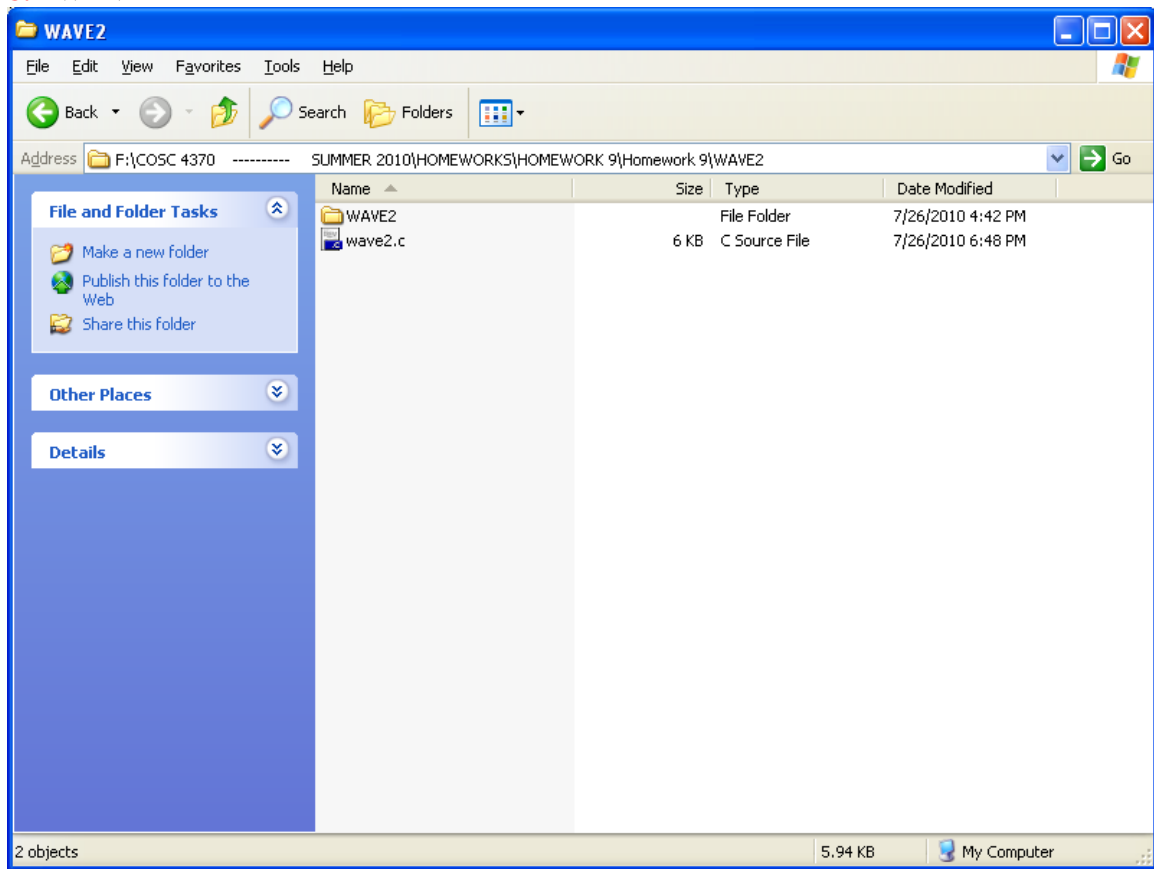 WAVE2
File Edit View Favorites Tools Help
Back Search Folders
Address F:\COSC 4370 ---------- SUMMER 2010\HOMEWORKS\HOMEWORK 9\Homework 9\WAVE2 Go
File and Folder Tasks
Make a new folder
Publish this folder to the
Web
Share this folder
Other Places
Details
Name Size Type Date Modified
WAVE2 File Folder 7/26/2010 4:42 PM
wave2.c 6 KB C Source File 7/26/2010 6:48 PM
2 objects 5.94 KB My Computer